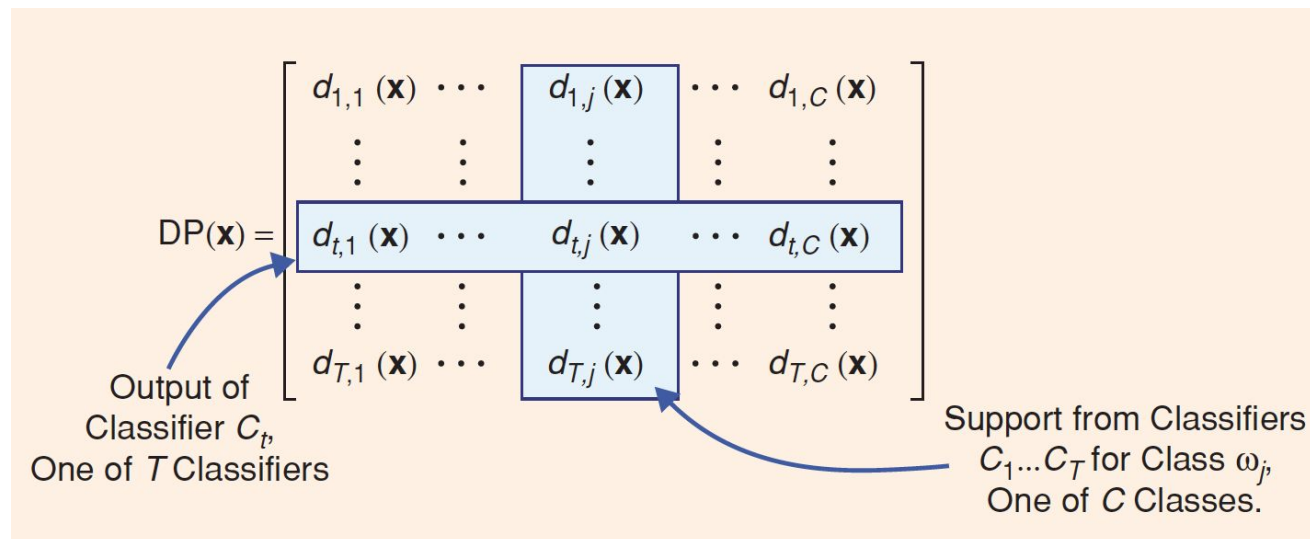 d1,1 (x) ··· d1,j (x) ··· d1,C (x)
⋮ ⋮ ⋮ ⋮ ⋮
DP(x) = dt,1 (x) ··· dt,j (x) ··· dt,C (x)
⋮ ⋮ ⋮ ⋮ ⋮
dT,1 (x) ··· dT,j (x) ··· dT,C (x)
Output of
Classifier Ct,
One of T Classifiers
Support from Classifiers
C1...CT for Class ωj,
One of C Classes.